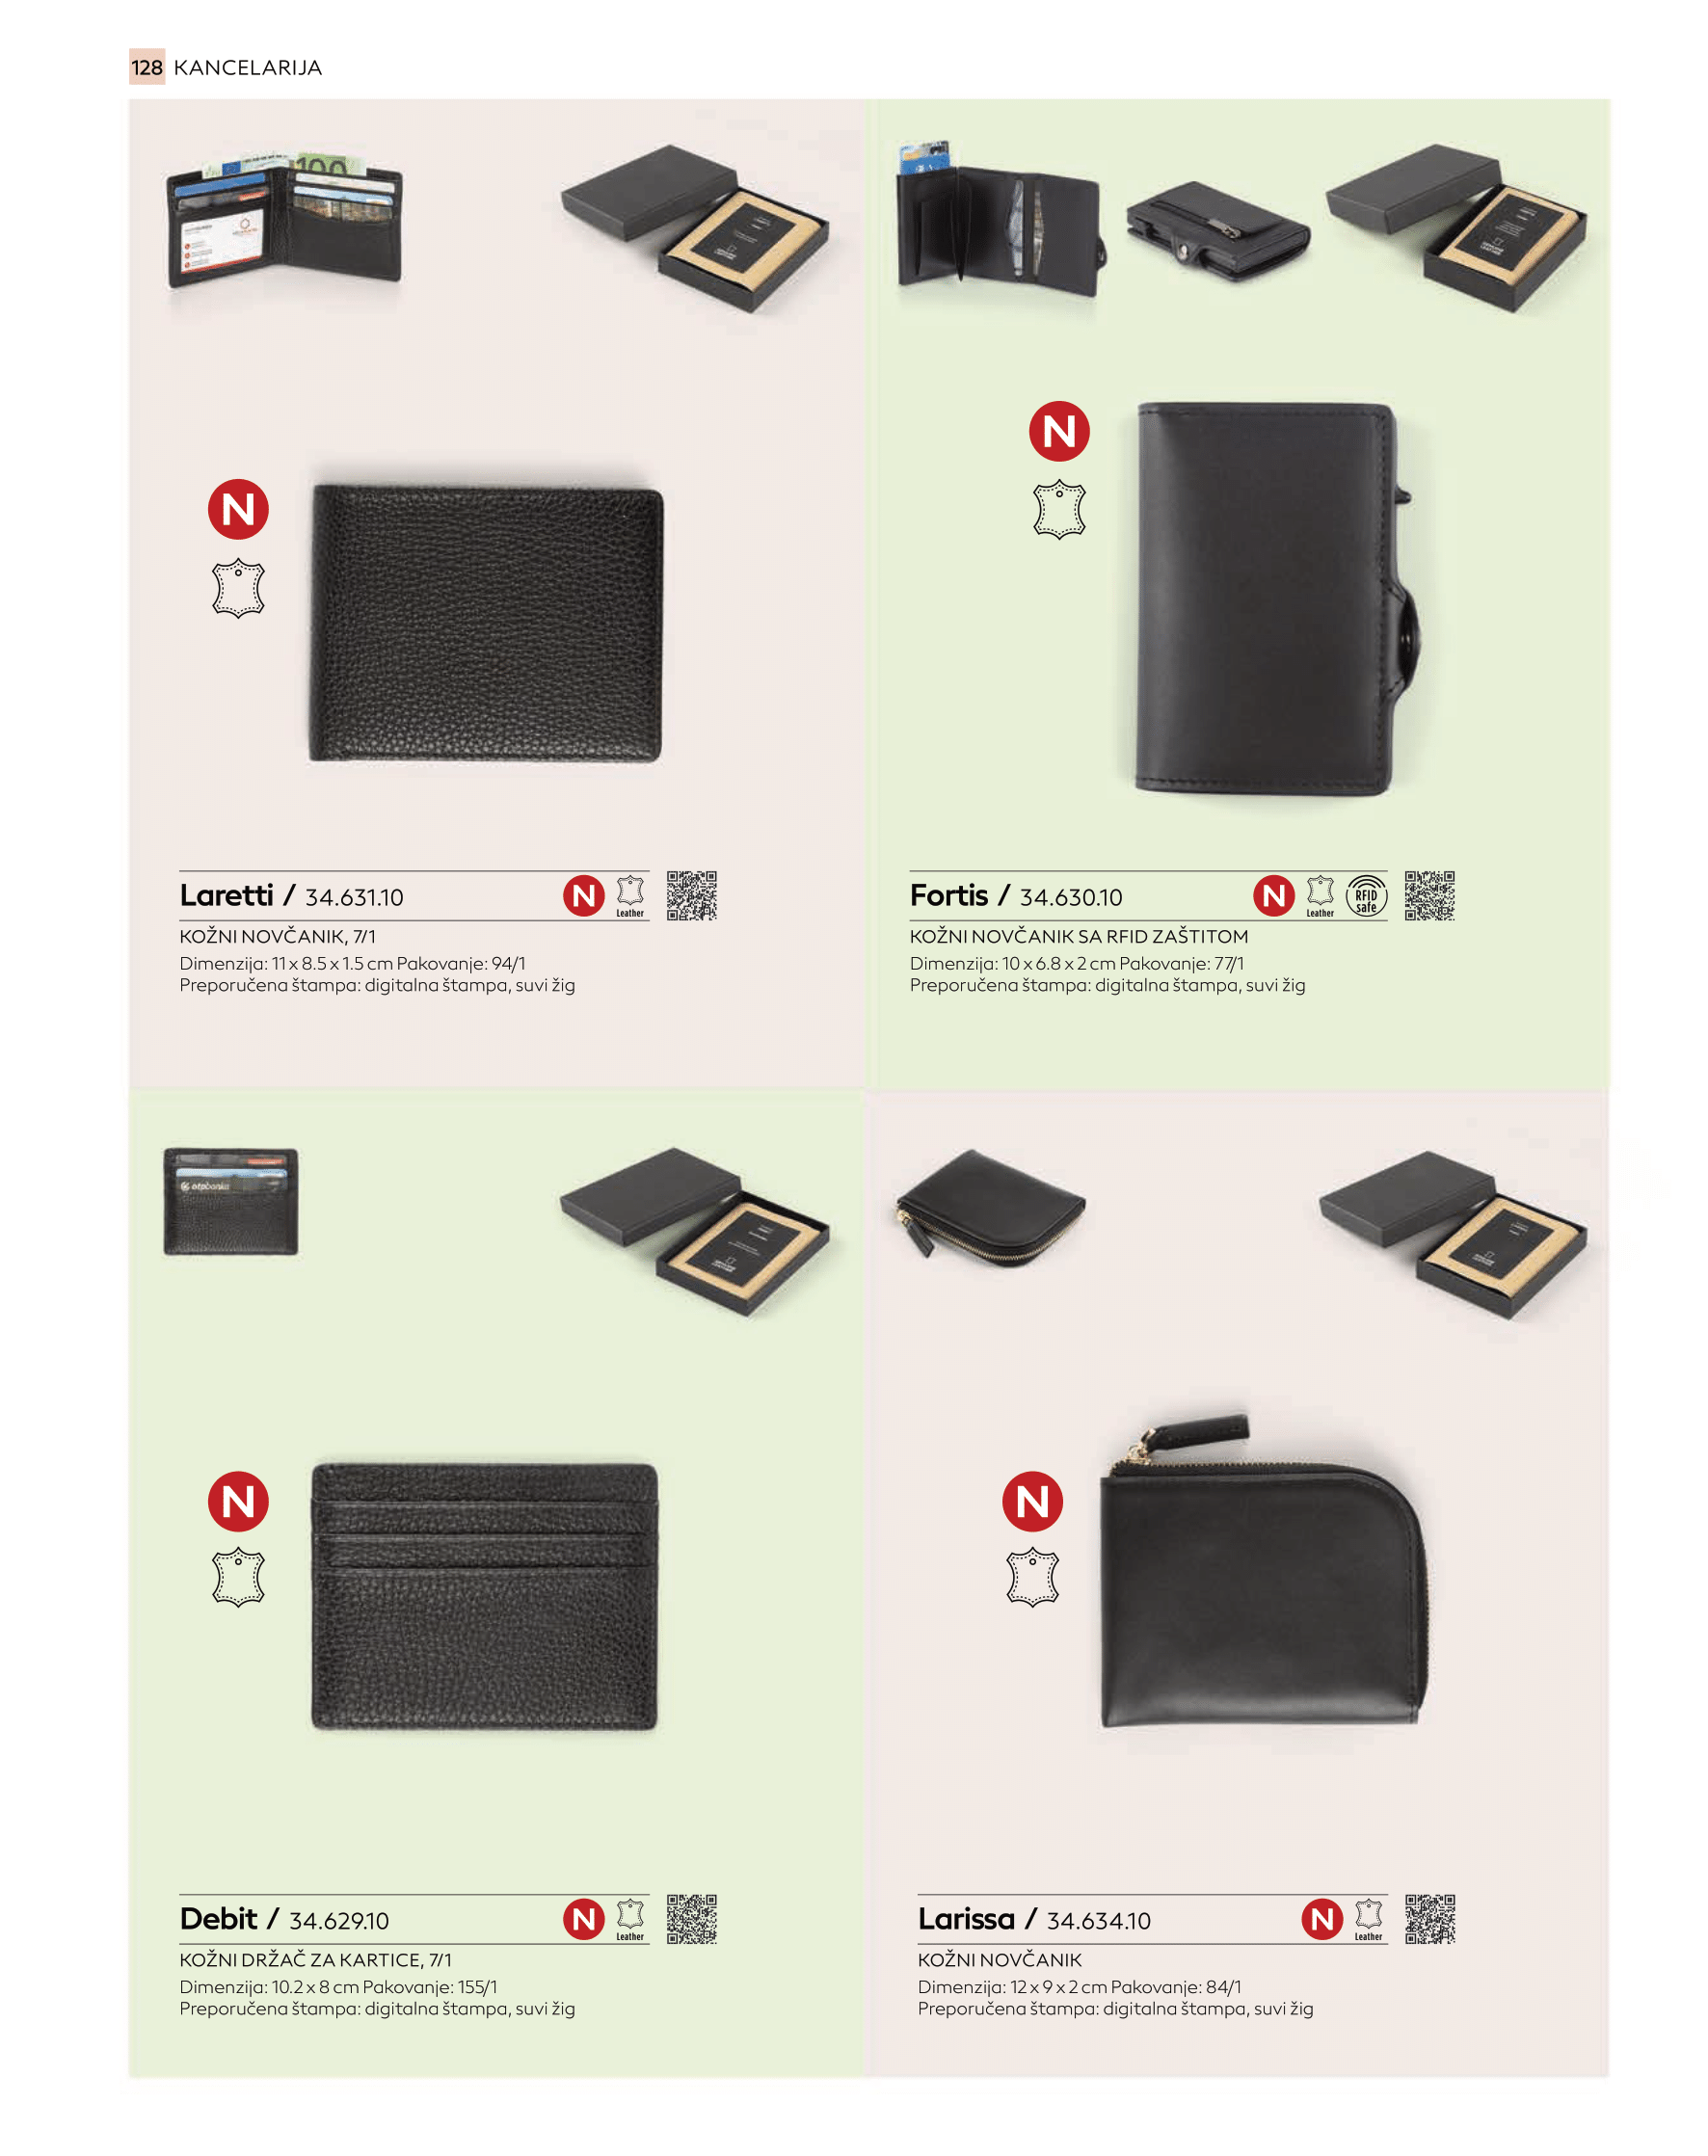 128 KANCELARIJA
100
N
N
Laretti / 34.631.10
N
Leather
KOŽNI NOVČANIK, 7/1
Dimenzija: 11 x 8.5 x 1.5 cm Pakovanje: 94/1
Preporučena štampa: digitalna štampa, suvi žig
Fortis / 34.630.10
N
Leather
RFID
safe
KOŽNI NOVČANIK SA RFID ZAŠTITOM
Dimenzija: 10 x 6.8 x 2 cm Pakovanje: 77/1
Preporučena štampa: digitalna štampa, suvi žig
otpbanka
N
N
Debit / 34.629.10
N
Leather
KOŽNI DRŽAČ ZA KARTICE, 7/1
Dimenzija: 10.2 x 8 cm Pakovanje: 155/1
Preporučena štampa: digitalna štampa, suvi žig
Larissa / 34.634.10
N
Leather
KOŽNI NOVČANIK
Dimenzija: 12 x 9 x 2 cm Pakovanje: 84/1
Preporučena štampa: digitalna štampa, suvi žig